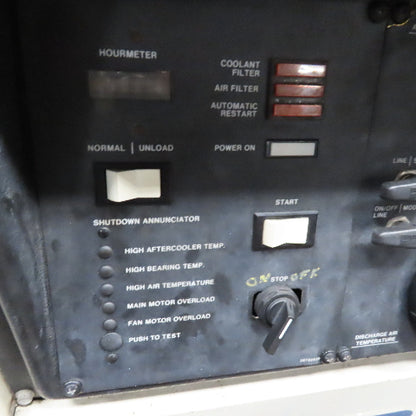 HOURMETER
COOLANT
FILTER
AIR FILTER
AUTOMATIC
RESTART
NORMAL | UNLOAD
POWER ON
START
SHUTDOWN ANNUNCIATOR
HIGH AFTERCOOLER TEMP.
HIGH BEARING TEMP.
HIGH AIR TEMPERATURE
MAIN MOTOR OVERLOAD
FAN MOTOR OVERLOAD
PUSH TO TEST
ON STOP OFF
LINE
ON/OFF
LINE
DISCHARGE AIR
TEMPERATURE